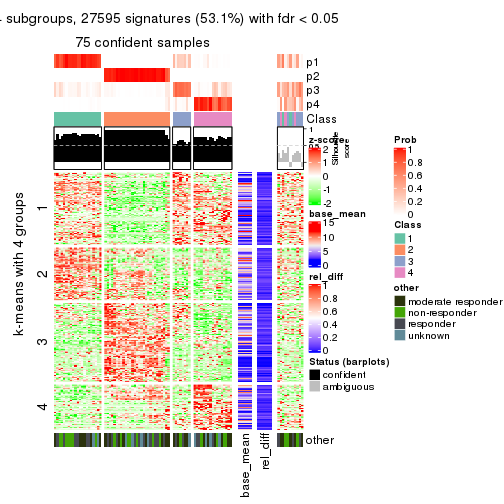 subgroups, 27595 signatures (53.1%) with fdr < 0.05
75 confident samples
p1
p2
p3
p4
Class
1
Silhouette
score
z-score
2
1
0
-1
-2
base_mean
15
10
5
0
rel_diff
1
0.8
0.6
0.4
0.2
0
Status (barplots)
confident
ambiguous
Prob
1
0.8
0.6
0.4
0.2
0
Class
1
2
3
4
other
moderate responder
non-responder
responder
unknown
k-means with 4 groups
1
2
3
4
other
base_mean
rel_diff